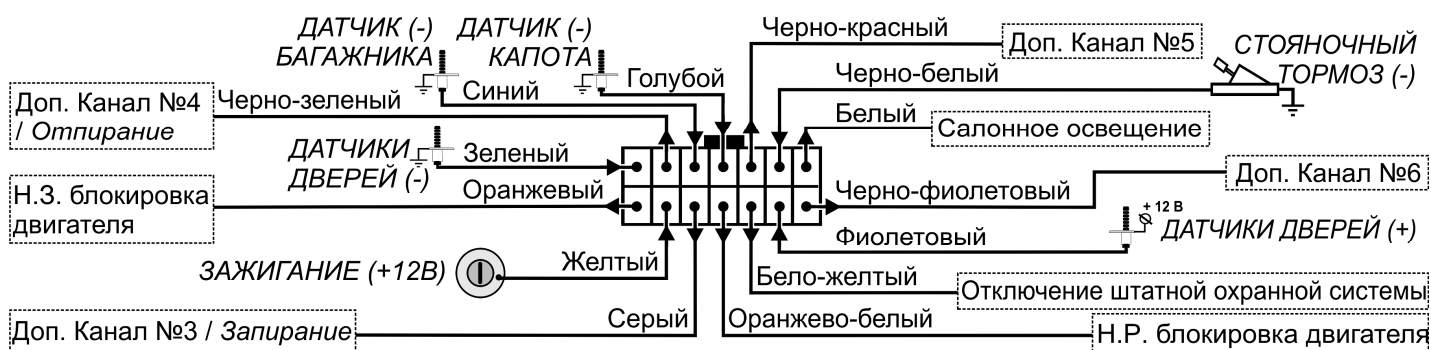 ДАТЧИК (-)
БАГАЖНИКА
ДАТЧИК (-)
КАПОТА
Черно-красный
Доп. Канал №5
СТОЯНОЧНЫЙ
ТОРМОЗ (-)
Доп. Канал №4
/ Отпирание
Черно-зеленый
Синий
Голубой
Черно-белый
Белый
Салонное освещение
ДАТЧИКИ
ДВЕРЕЙ (-)
Зеленый
Доп. Канал №6
Н.З. блокировка
двигателя
Оранжевый
Черно-фиолетовый
+ 12 В
ДАТЧИКИ ДВЕРЕЙ (+)
Фиолетовый
ЗАЖИГАНИЕ (+12В)
Желтый
Бело-желтый
Отключение штатной охранной системы
Доп. Канал №3 / Запирание
Серый
Оранжево-белый
Н.Р. блокировка двигателя